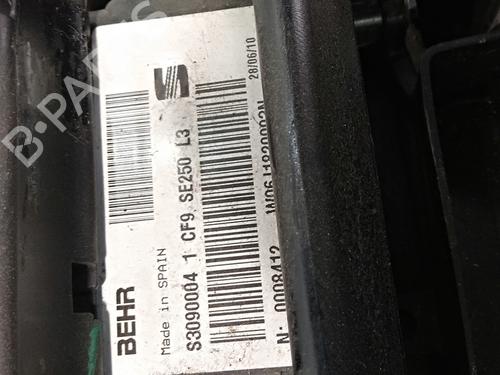 BEHR
Made in SPAIN
S3090004 1 CF9 SE250 L3
28/06/10
N: 0008412
B-PARTS